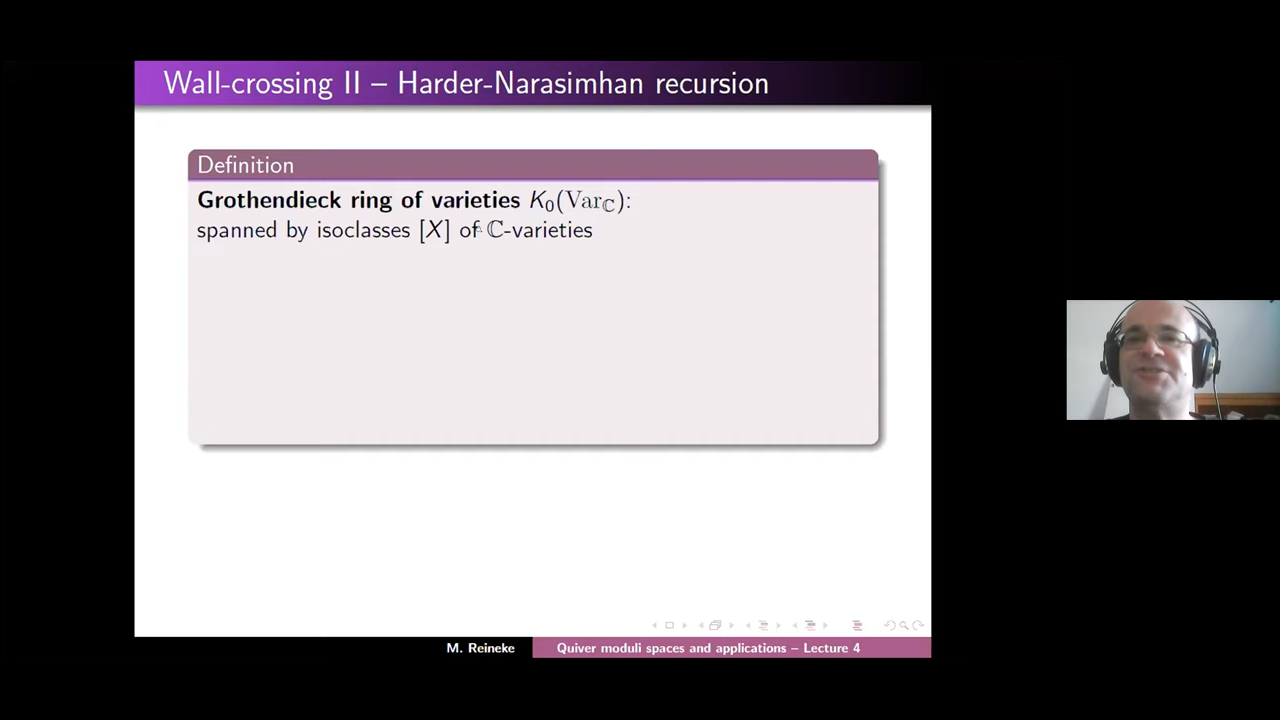 Wall-crossing II – Harder-Narasimhan recursion
Definition
Grothendieck ring of varieties K₀(Var_ℂ):
spanned by isoclasses [X] of ℂ-varieties
M. Reineke
Quiver moduli spaces and applications – Lecture 4